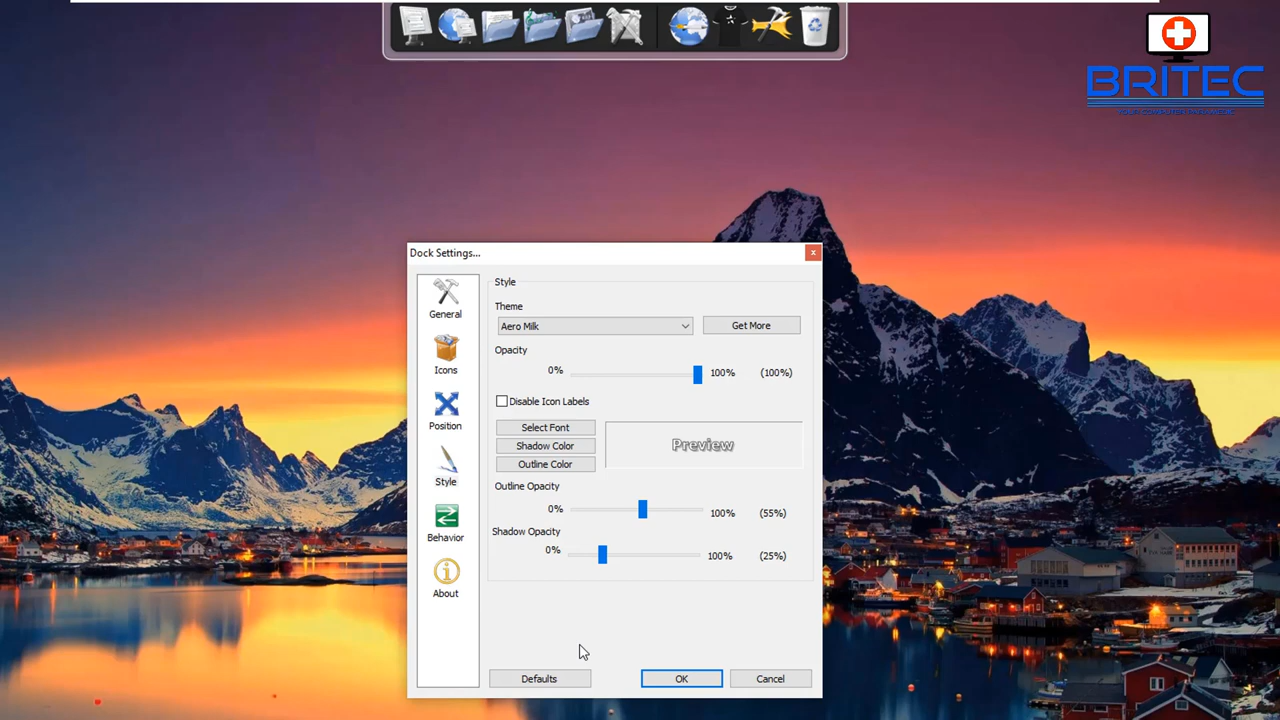 BRITEC
Dock Settings...
General
Icons
Position
Style
Behavior
About
Style
Theme
Aero Milk
Get More
Opacity
0% 100% (100%)
Disable Icon Labels
Select Font
Shadow Color
Outline Color
Preview
Outline Opacity
0% 100% (55%)
Shadow Opacity
0% 100% (25%)
Defaults
OK
Cancel